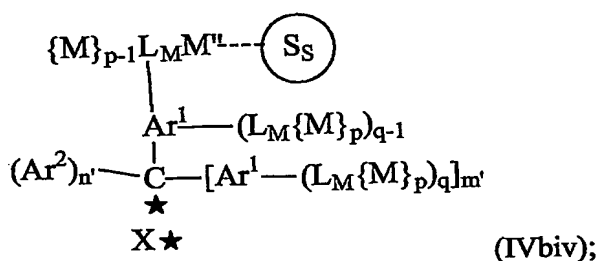 {M}p-1LMM"----SS
Ar1—(LM{M}p)q-1
(Ar2)n'—C—[Ar1—(LM{M}p)q]m'
★
X★
(IVbiv);